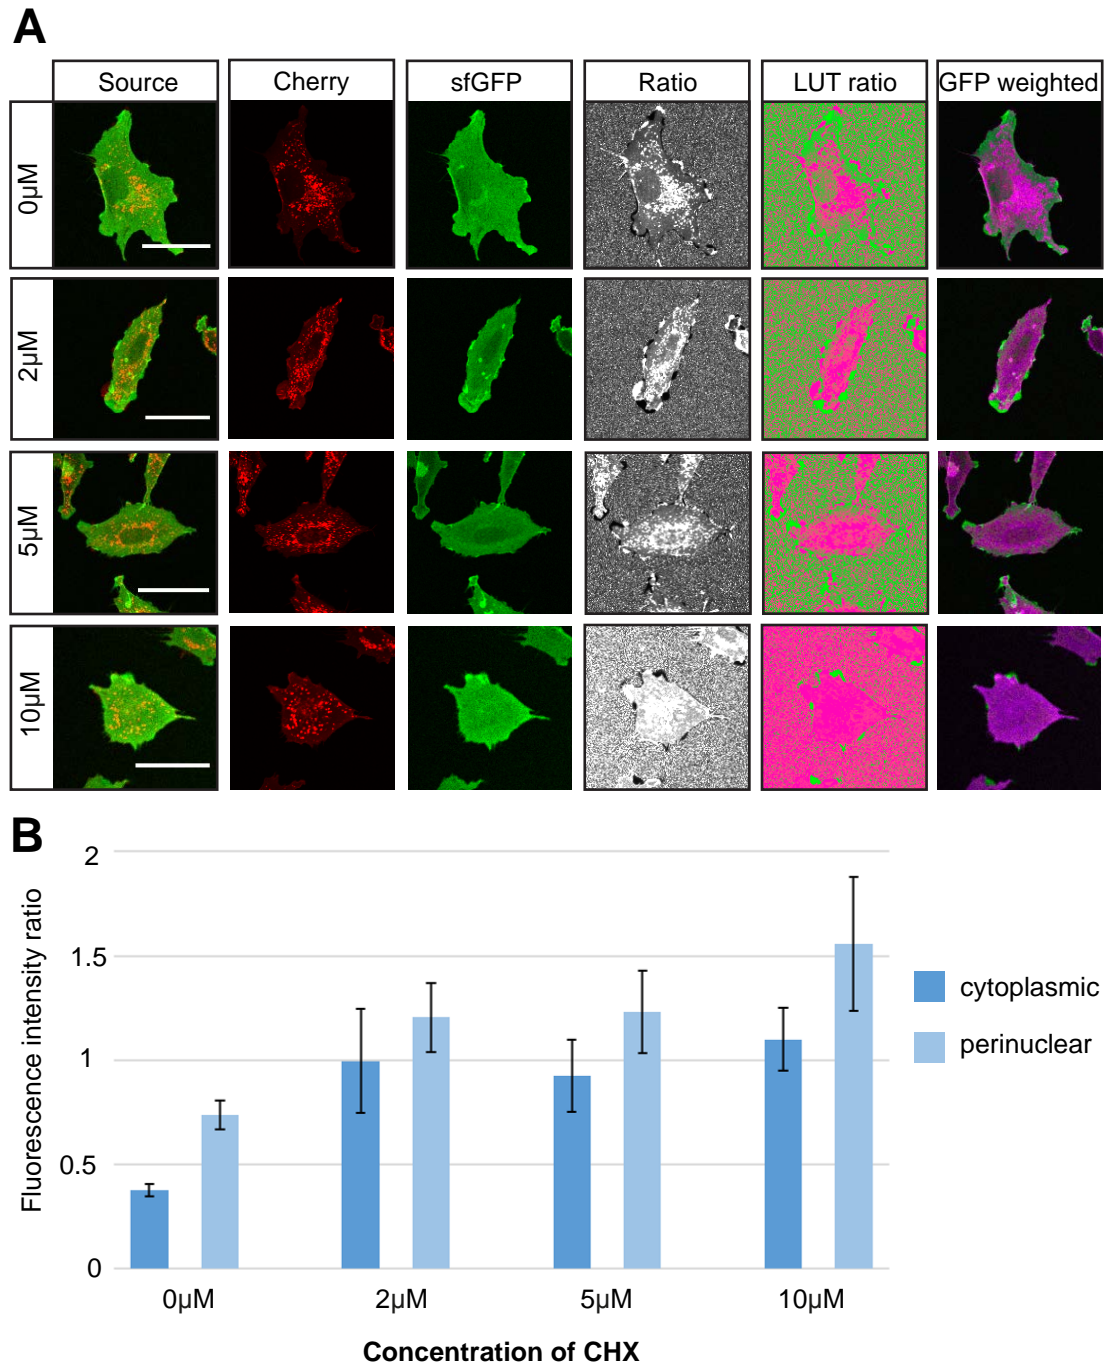 A
Source Cherry sfGFP Ratio LUT ratio GFP weighted
0µM
2µM
5µM
10µM
B
Fluorescence intensity ratio
2
1.5
1
0.5
0
0µM 2µM 5µM 10µM
Concentration of CHX
cytoplasmic
perinuclear